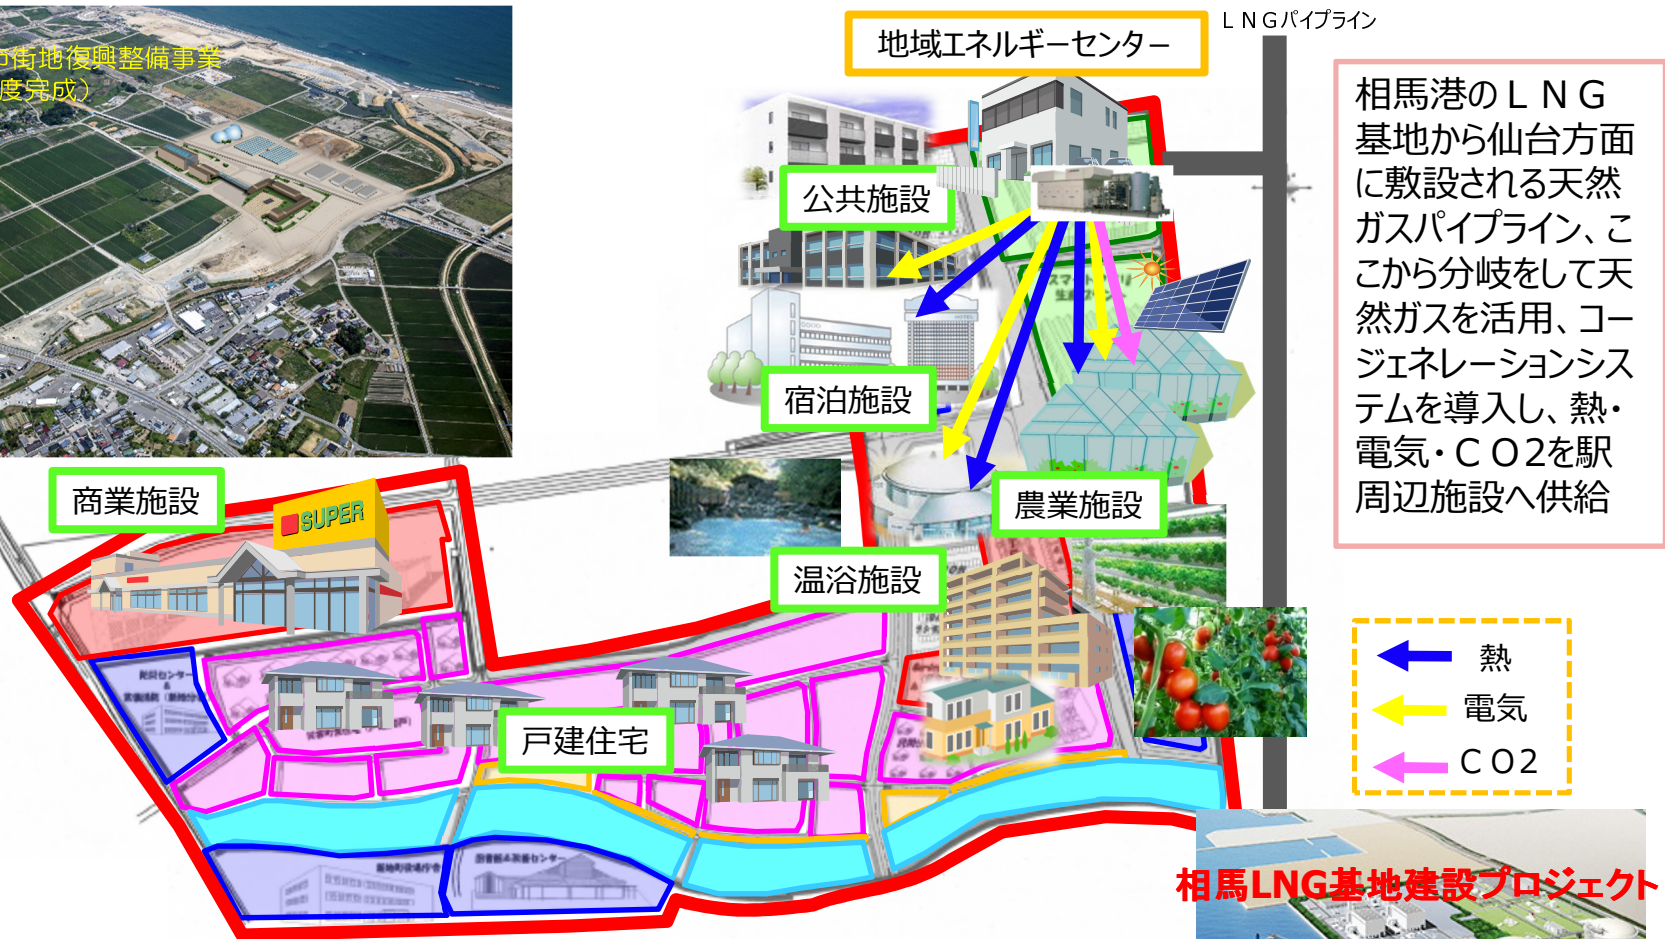 市街地復興整備事業
度完成）
地域エネルギーセンター
ＬＮＧパイプライン
相馬港のＬＮＧ
基地から仙台方面
に敷設される天然
ガスパイプライン、こ
こから分岐をして天
然ガスを活用、コー
ジェネレーションシス
テムを導入し、熱・
電気・ＣＯ2を駅
周辺施設へ供給
公共施設
HOTEL
宿泊施設
商業施設
SUPER
農業施設
温浴施設
防災センター
&
戸建住宅
熱
電気
ＣＯ2
相馬LNG基地建設プロジェクト